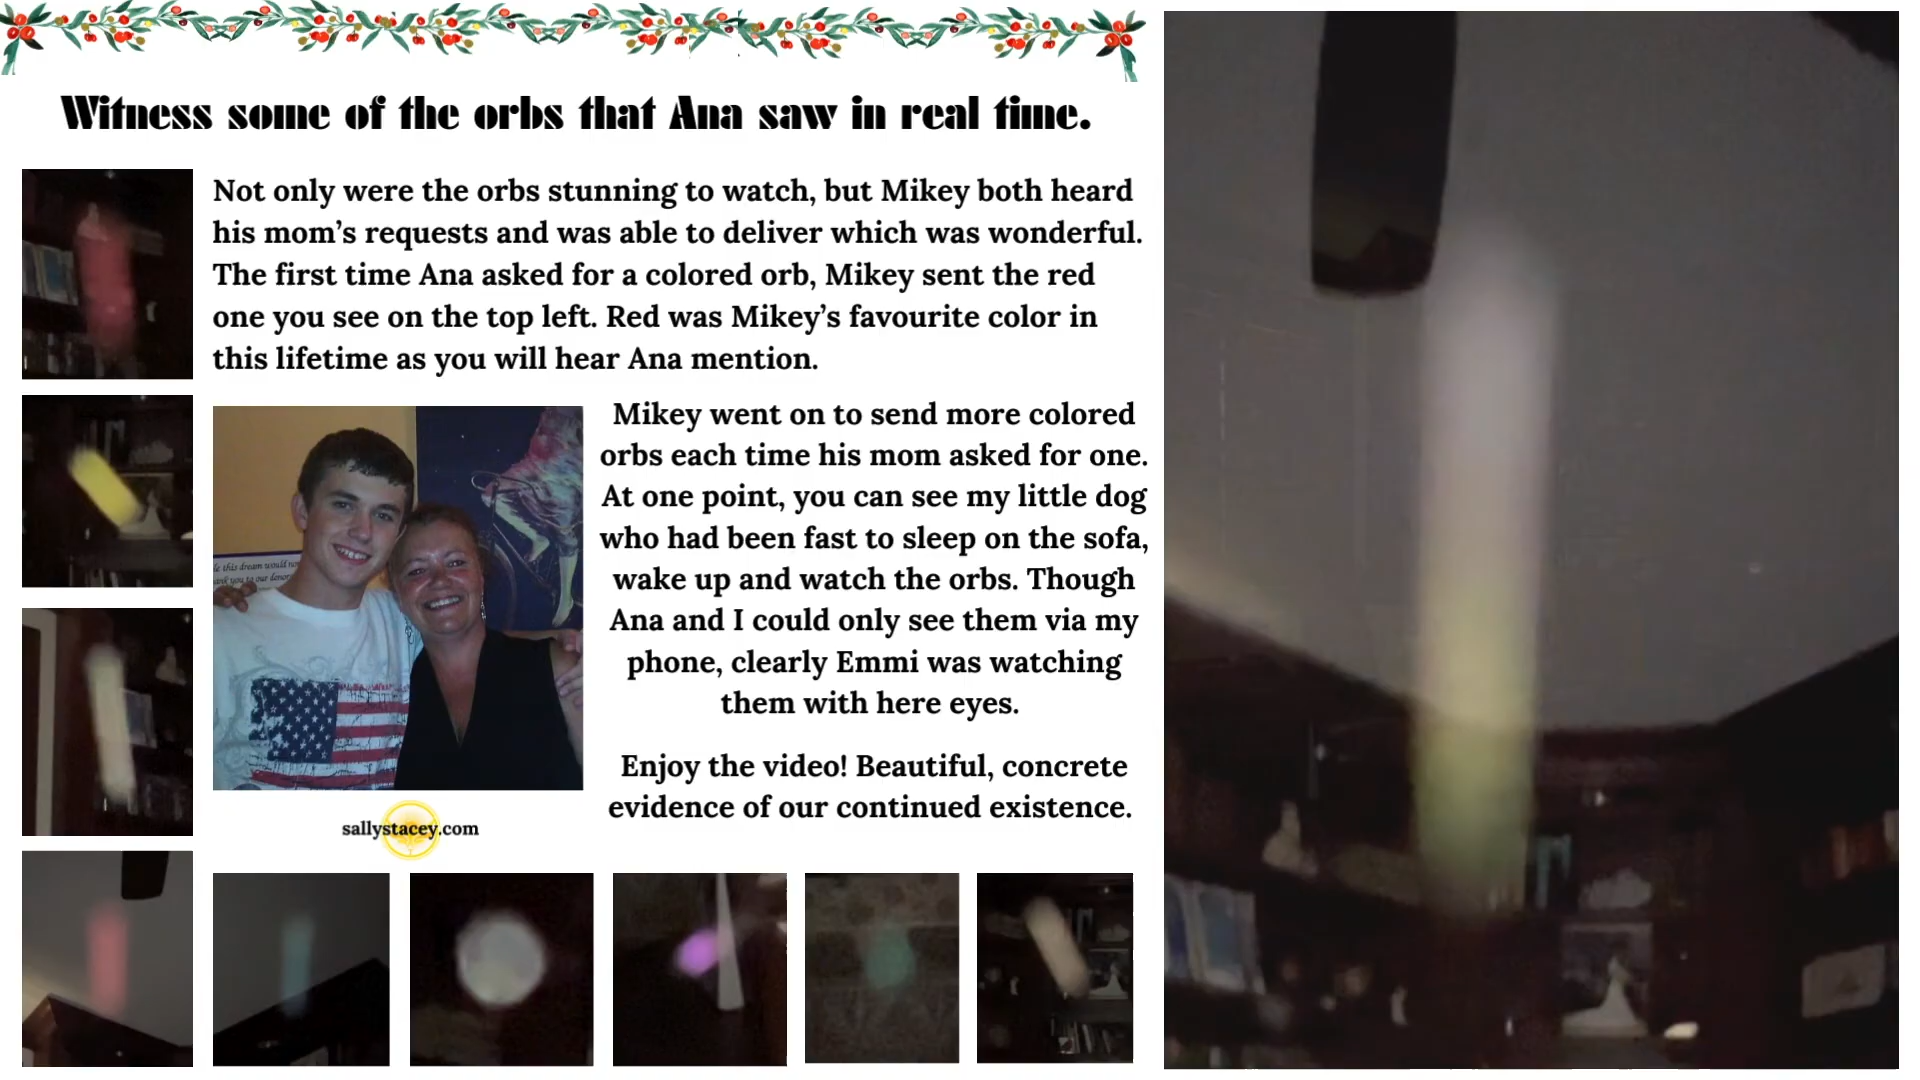 Witness some of the orbs that Ana saw in real time.
Not only were the orbs stunning to watch, but Mikey both heard
his mom's requests and was able to deliver which was wonderful.
The first time Ana asked for a colored orb, Mikey sent the red
one you see on the top left. Red was Mikey's favourite color in
this lifetime as you will hear Ana mention.
Mikey went on to send more colored
orbs each time his mom asked for one.
At one point, you can see my little dog
who had been fast to sleep on the sofa,
wake up and watch the orbs. Though
Ana and I could only see them via my
phone, clearly Emmi was watching
them with here eyes.
Enjoy the video! Beautiful, concrete
evidence of our continued existence.
this dream would
you to our
sallystacey.com